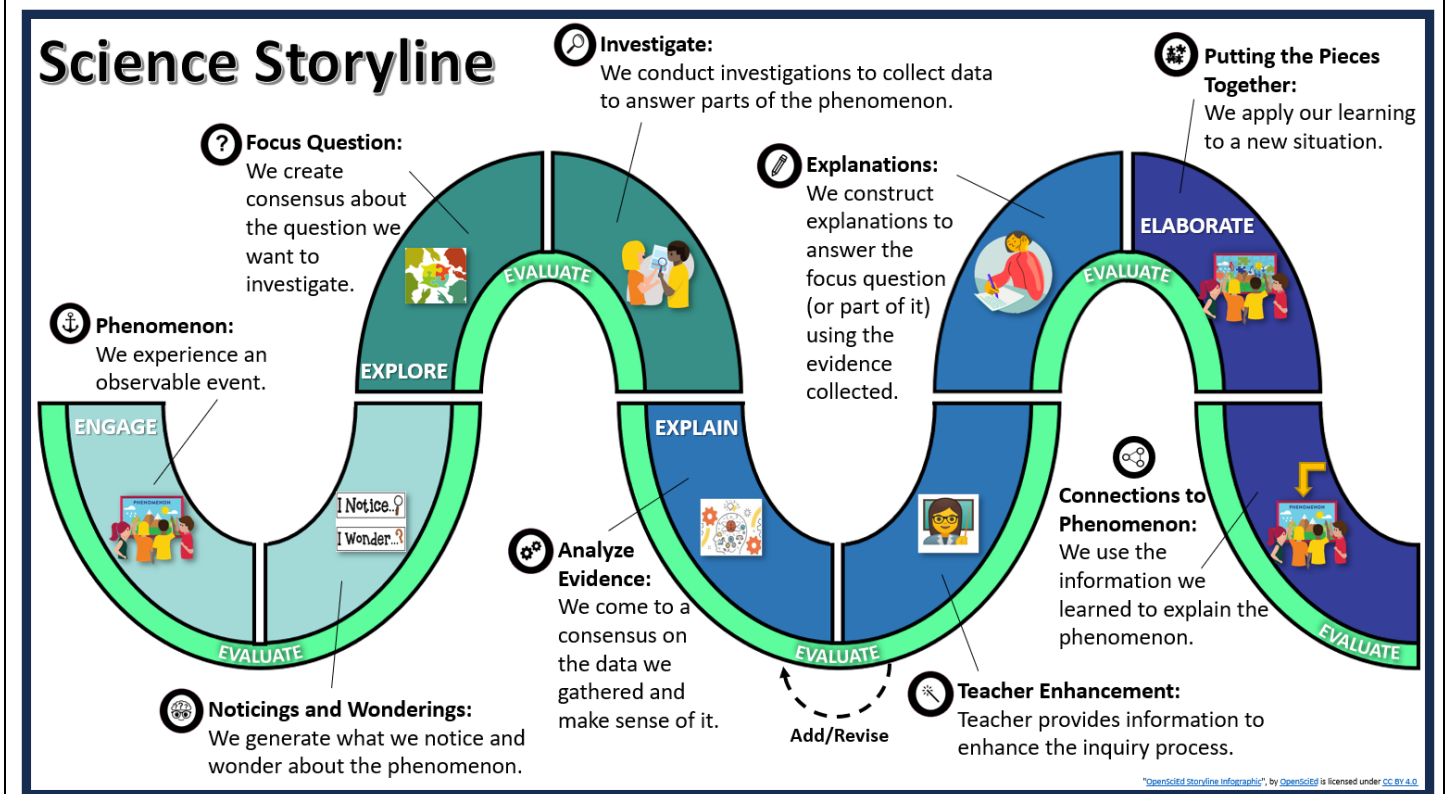 Science Storyline
Phenomenon:
We experience an
observable event.
ENGAGE
PHENOMENON
I Notice..
I Wonder..?
Noticings and Wonderings:
We generate what we notice and
wonder about the phenomenon.
EVALUATE
?
Focus Question:
We create
consensus about
the question we
want to
investigate.
EXPLORE
Investigate:
We conduct investigations to collect data
to answer parts of the phenomenon.
EVALUATE
EXPLAIN
Analyze
Evidence:
We come to a
consensus on
the data we
gathered and
make sense of it.
EVALUATE
Add/Revise
Teacher Enhancement:
Teacher provides information to
enhance the inquiry process.
Explanations:
We construct
explanations to
answer the
focus question
(or part of it)
using the
evidence
collected.
EVALUATE
Putting the Pieces
Together:
We apply our learning
to a new situation.
ELABORATE
Connections to
Phenomenon:
We use the
information we
learned to explain the
phenomenon.
PHENOMENON
EVALUATE
"OpenSciEd Storyline Infographic", by OpenSciEd is licensed under CC BY 4.0